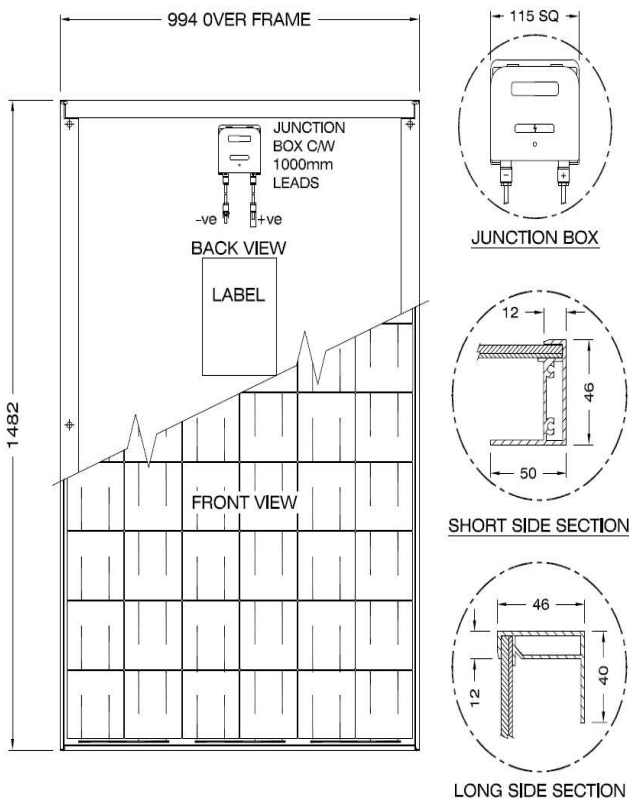 994 0VER FRAME
115 SQ
JUNCTION
BOX C/W
1000mm
LEADS
-ve
+ve
- +
JUNCTION BOX
BACK VIEW
LABEL
12
46
50
SHORT SIDE SECTION
1482
FRONT VIEW
46
12
40
LONG SIDE SECTION